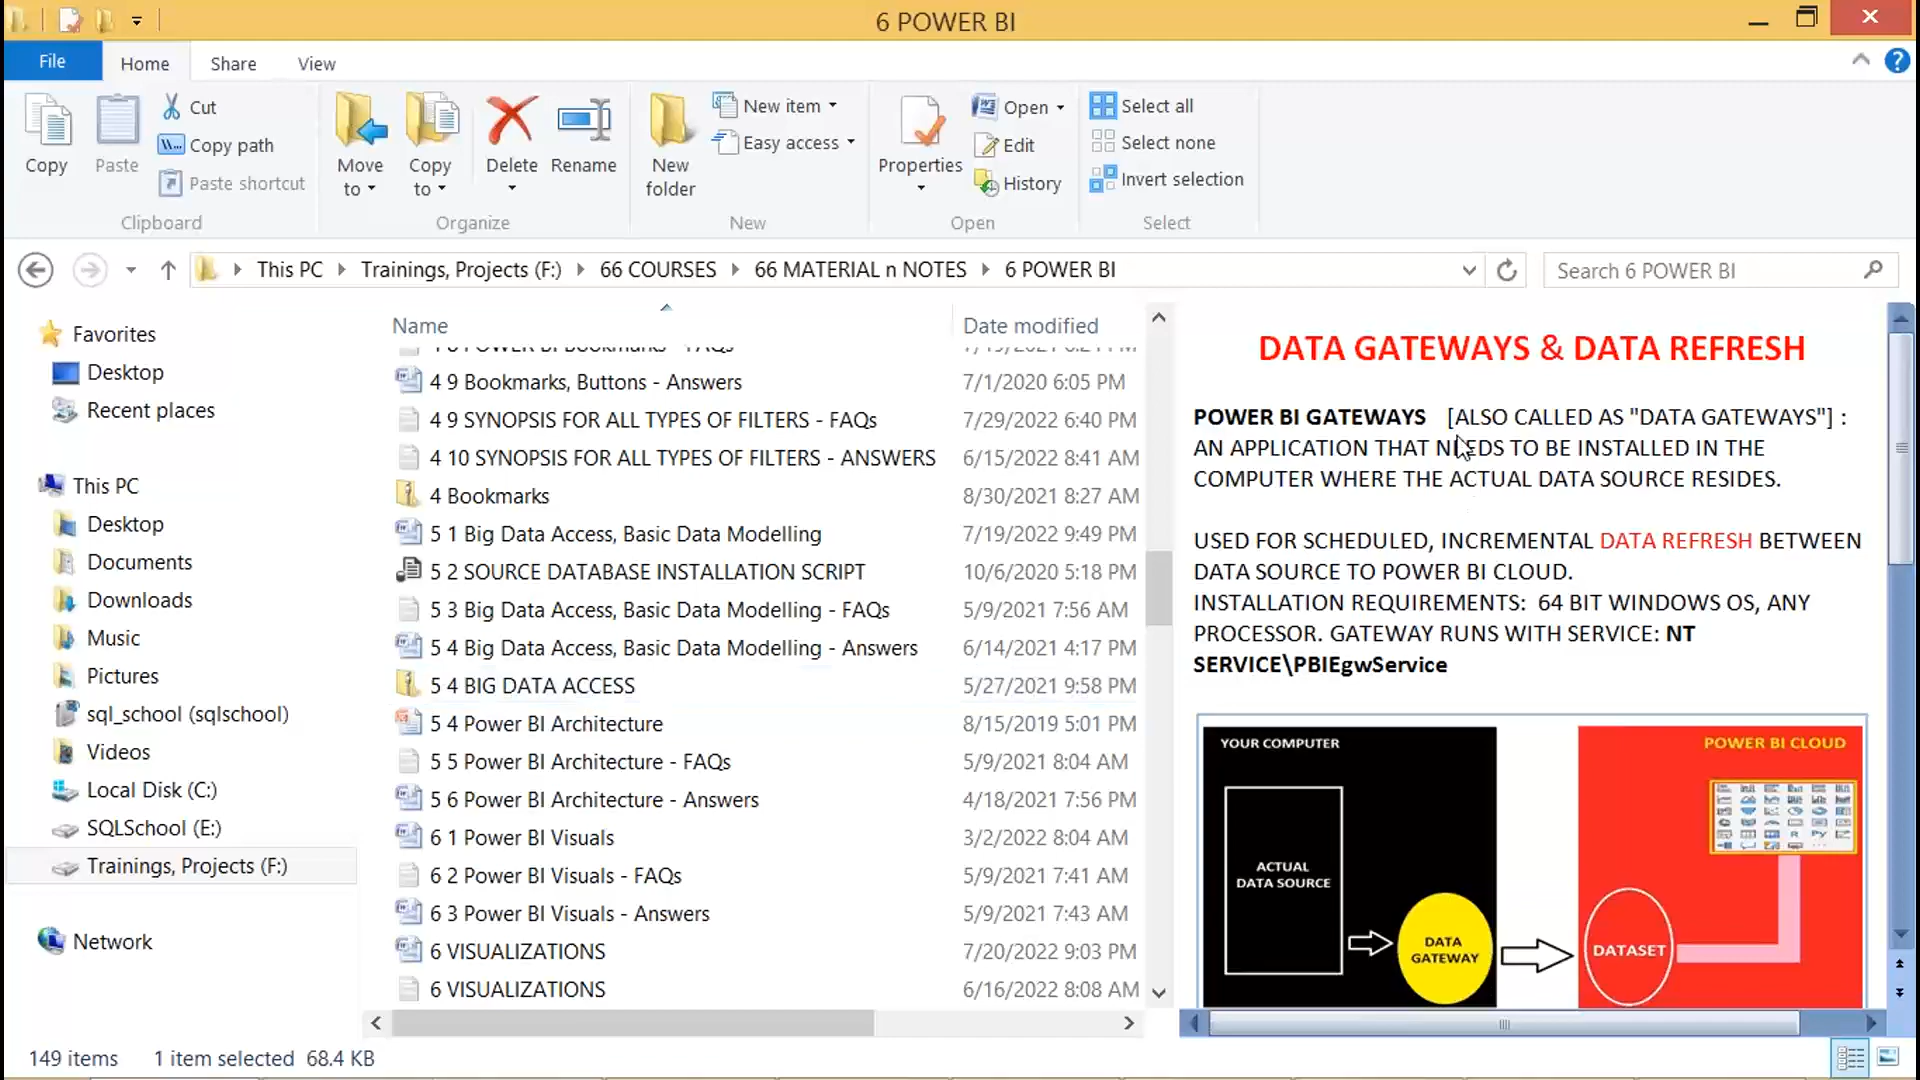 6 POWER BI
File
Home
Share
View
Copy
Paste
Cut
Copy path
Paste shortcut
Clipboard
Move to
Copy to
Delete
Rename
Organize
New folder
New item
Easy access
New
Properties
Open
Edit
History
Open
Select all
Select none
Invert selection
Select
This PC
Trainings, Projects (F:)
66 COURSES
66 MATERIAL n NOTES
6 POWER BI
Search 6 POWER BI
Favorites
Desktop
Recent places
This PC
Desktop
Documents
Downloads
Music
Pictures
sql_school (sqlschool)
Videos
Local Disk (C:)
SQLSchool (E:)
Trainings, Projects (F:)
Network
Name Date modified
4 9 Bookmarks, Buttons - Answers 7/1/2020 6:05 PM
4 9 SYNOPSIS FOR ALL TYPES OF FILTERS - FAQs 7/29/2022 6:40 PM
4 10 SYNOPSIS FOR ALL TYPES OF FILTERS - ANSWERS 6/15/2022 8:41 AM
4 Bookmarks 8/30/2021 8:27 AM
5 1 Big Data Access, Basic Data Modelling 7/19/2022 9:49 PM
5 2 SOURCE DATABASE INSTALLATION SCRIPT 10/6/2020 5:18 PM
5 3 Big Data Access, Basic Data Modelling - FAQs 5/9/2021 7:56 AM
5 4 Big Data Access, Basic Data Modelling - Answers 6/14/2021 4:17 PM
5 4 BIG DATA ACCESS 5/27/2021 9:58 PM
5 4 Power BI Architecture 8/15/2019 5:01 PM
5 5 Power BI Architecture - FAQs 5/9/2021 8:04 AM
5 6 Power BI Architecture - Answers 4/18/2021 7:56 PM
6 1 Power BI Visuals 3/2/2022 8:04 AM
6 2 Power BI Visuals - FAQs 5/9/2021 7:41 AM
6 3 Power BI Visuals - Answers 5/9/2021 7:43 AM
6 VISUALIZATIONS 7/20/2022 9:03 PM
6 VISUALIZATIONS 6/16/2022 8:08 AM
DATA GATEWAYS & DATA REFRESH
POWER BI GATEWAYS [ALSO CALLED AS "DATA GATEWAYS"] :
AN APPLICATION THAT NEEDS TO BE INSTALLED IN THE
COMPUTER WHERE THE ACTUAL DATA SOURCE RESIDES.
USED FOR SCHEDULED, INCREMENTAL DATA REFRESH BETWEEN
DATA SOURCE TO POWER BI CLOUD.
INSTALLATION REQUIREMENTS: 64 BIT WINDOWS OS, ANY
PROCESSOR. GATEWAY RUNS WITH SERVICE: NT
SERVICE\PBIEgwService
YOUR COMPUTER
ACTUAL
DATA SOURCE
DATA
GATEWAY
POWER BI CLOUD
R Py
DATASET
149 items 1 item selected 68.4 KB